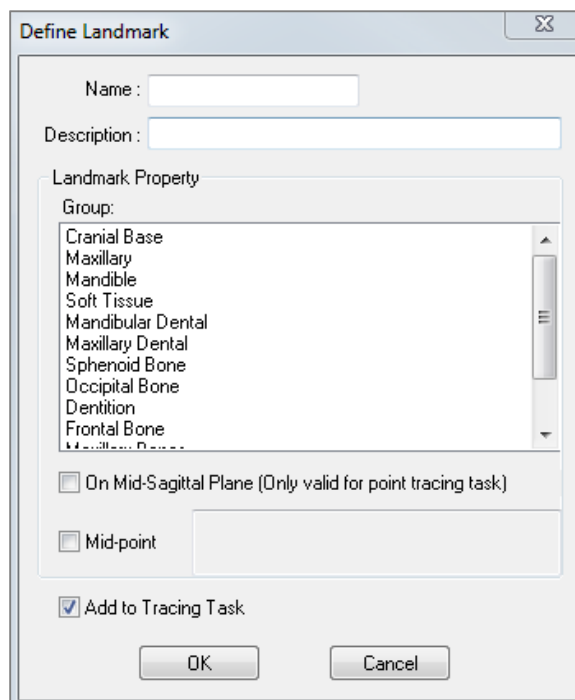 Define Landmark
Name :
Description :
Landmark Property
Group:
Cranial Base
Maxillary
Mandible
Soft Tissue
Mandibular Dental
Maxillary Dental
Sphenoid Bone
Occipital Bone
Dentition
Frontal Bone
On Mid-Sagittal Plane (Only valid for point tracing task)
Mid-point
Add to Tracing Task
OK Cancel